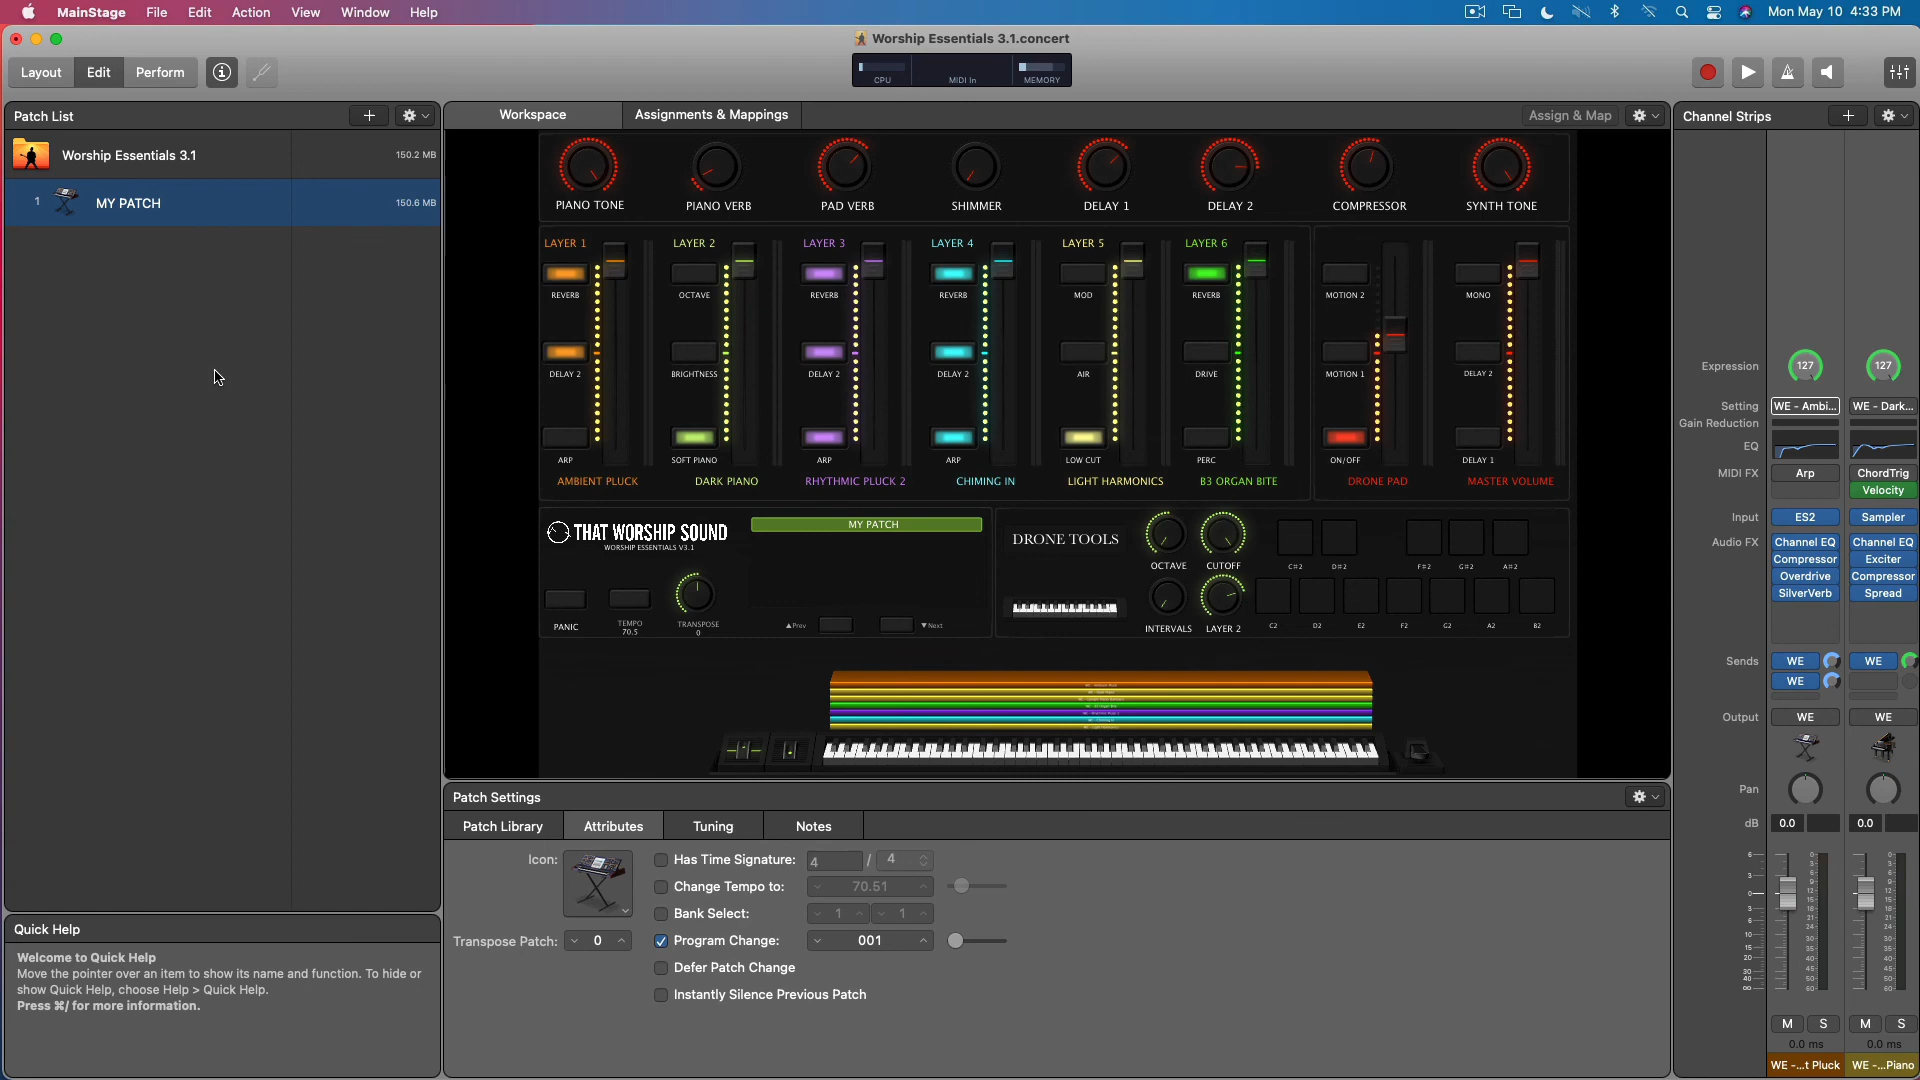 MainStage File Edit Action View Window Help
Mon May 10 4:33 PM
Worship Essentials 3.1.concert
Layout Edit Perform
CPU MIDI In MEMORY
Patch List
Workspace Assignments & Mappings Assign & Map
Channel Strips
Worship Essentials 3.1 150.2 MB
1 MY PATCH 150.6 MB
PIANO TONE PIANO VERB PAD VERB SHIMMER DELAY 1 DELAY 2 COMPRESSOR SYNTH TONE
LAYER 1 LAYER 2 LAYER 3 LAYER 4 LAYER 5 LAYER 6
REVERB OCTAVE REVERB REVERB MOD REVERB MOTION 2 MONO
DELAY 2 BRIGHTNESS DELAY 2 DELAY 2 AIR DRIVE MOTION 1 DELAY 2
ARP SOFT PIANO ARP ARP LOW CUT PERC ON/OFF DELAY 1
AMBIENT PLUCK DARK PIANO RHYTHMIC PLUCK 2 CHIMING IN LIGHT HARMONICS B3 ORGAN BITE DRONE PAD MASTER VOLUME
THAT WORSHIP SOUND
WORSHIP ESSENTIALS V3.1
MY PATCH
PANIC
TEMPO
70.5
TRANSPOSE
0
▲Prev ▼Next
DRONE TOOLS
OCTAVE CUTOFF
INTERVALS LAYER 2
C#2 D#2 F#2 G#2 A#2
C2 D2 E2 F2 G2 A2 B2
Expression 127 127
Setting WE - Ambi... WE - Dark...
Gain Reduction
EQ
MIDI FX Arp ChordTrig
Velocity
Input ES2 Sampler
Audio FX Channel EQ Channel EQ
Compressor Exciter
Overdrive Compressor
SilverVerb Spread
Sends WE WE
WE
Output WE WE
Pan
dB 0.0 0.0
M S M S
0.0 ms 0.0 ms
WE -...t Pluck WE -...Piano
Patch Settings
Patch Library Attributes Tuning Notes
Icon:
Has Time Signature: 4 / 4
Change Tempo to: 70.51
Bank Select: 1 1
Transpose Patch: 0
Program Change: 001
Defer Patch Change
Instantly Silence Previous Patch
Quick Help
Welcome to Quick Help
Move the pointer over an item to show its name and function. To hide or
show Quick Help, choose Help > Quick Help.
Press ⌘/ for more information.